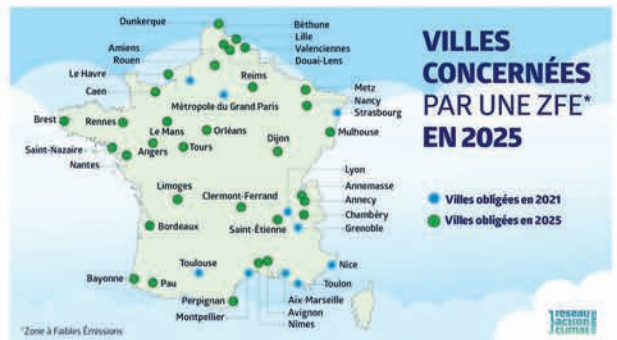 VILLES
CONCERNÉES
PAR UNE ZFE*
EN 2025
Villes obligées en 2021
Villes obligées en 2025
Dunkerque
Béthune
Lille
Valenciennes
Douai-Lens
Amiens
Rouen
Le Havre
Caen
Reims
Metz
Nancy
Strasbourg
Métropole du Grand Paris
Brest
Rennes
Le Mans
Orléans
Mulhouse
Saint-Nazaire
Angers
Tours
Dijon
Nantes
Lyon
Limoges
Clermont-Ferrand
Annemasse
Annecy
Chambéry
Grenoble
Bordeaux
Saint-Étienne
Toulouse
Nice
Bayonne
Pau
Toulon
Perpignan
Aix-Marseille
Montpellier
Avignon
Nîmes
*Zone à Faibles Émissions
réseau
action
climat